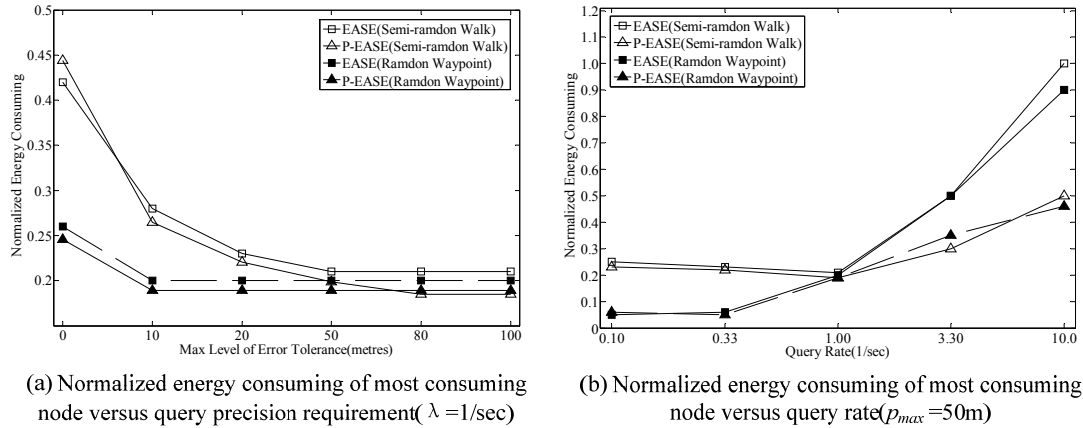 0.5
0.45
0.4
0.35
0.3
0.25
0.2
Normalized Energy Consuming
EASE(Semi-ramdon Walk)
P-EASE(Semi-ramdon Walk)
EASE(Ramdon Waypoint)
P-EASE(Ramdon Waypoint)
0 10 20 50 80 100
Max Level of Error Tolerance(metres)
(a) Normalized energy consuming of most consuming
node versus query precision requirement(λ=1/sec)
1.2
1.1
1.0
0.9
0.8
0.7
0.6
0.5
0.4
0.3
0.2
0.1
0
Normalized Energy Consuming
EASE(Semi-ramdon Walk)
P-EASE(Semi-ramdon Walk)
EASE(Ramdon Waypoint)
P-EASE(Ramdon Waypoint)
0.10 0.33 1.00 3.30 10.0
Query Rate(1/sec)
(b) Normalized energy consuming of most consuming
node versus query rate(pmax=50m)